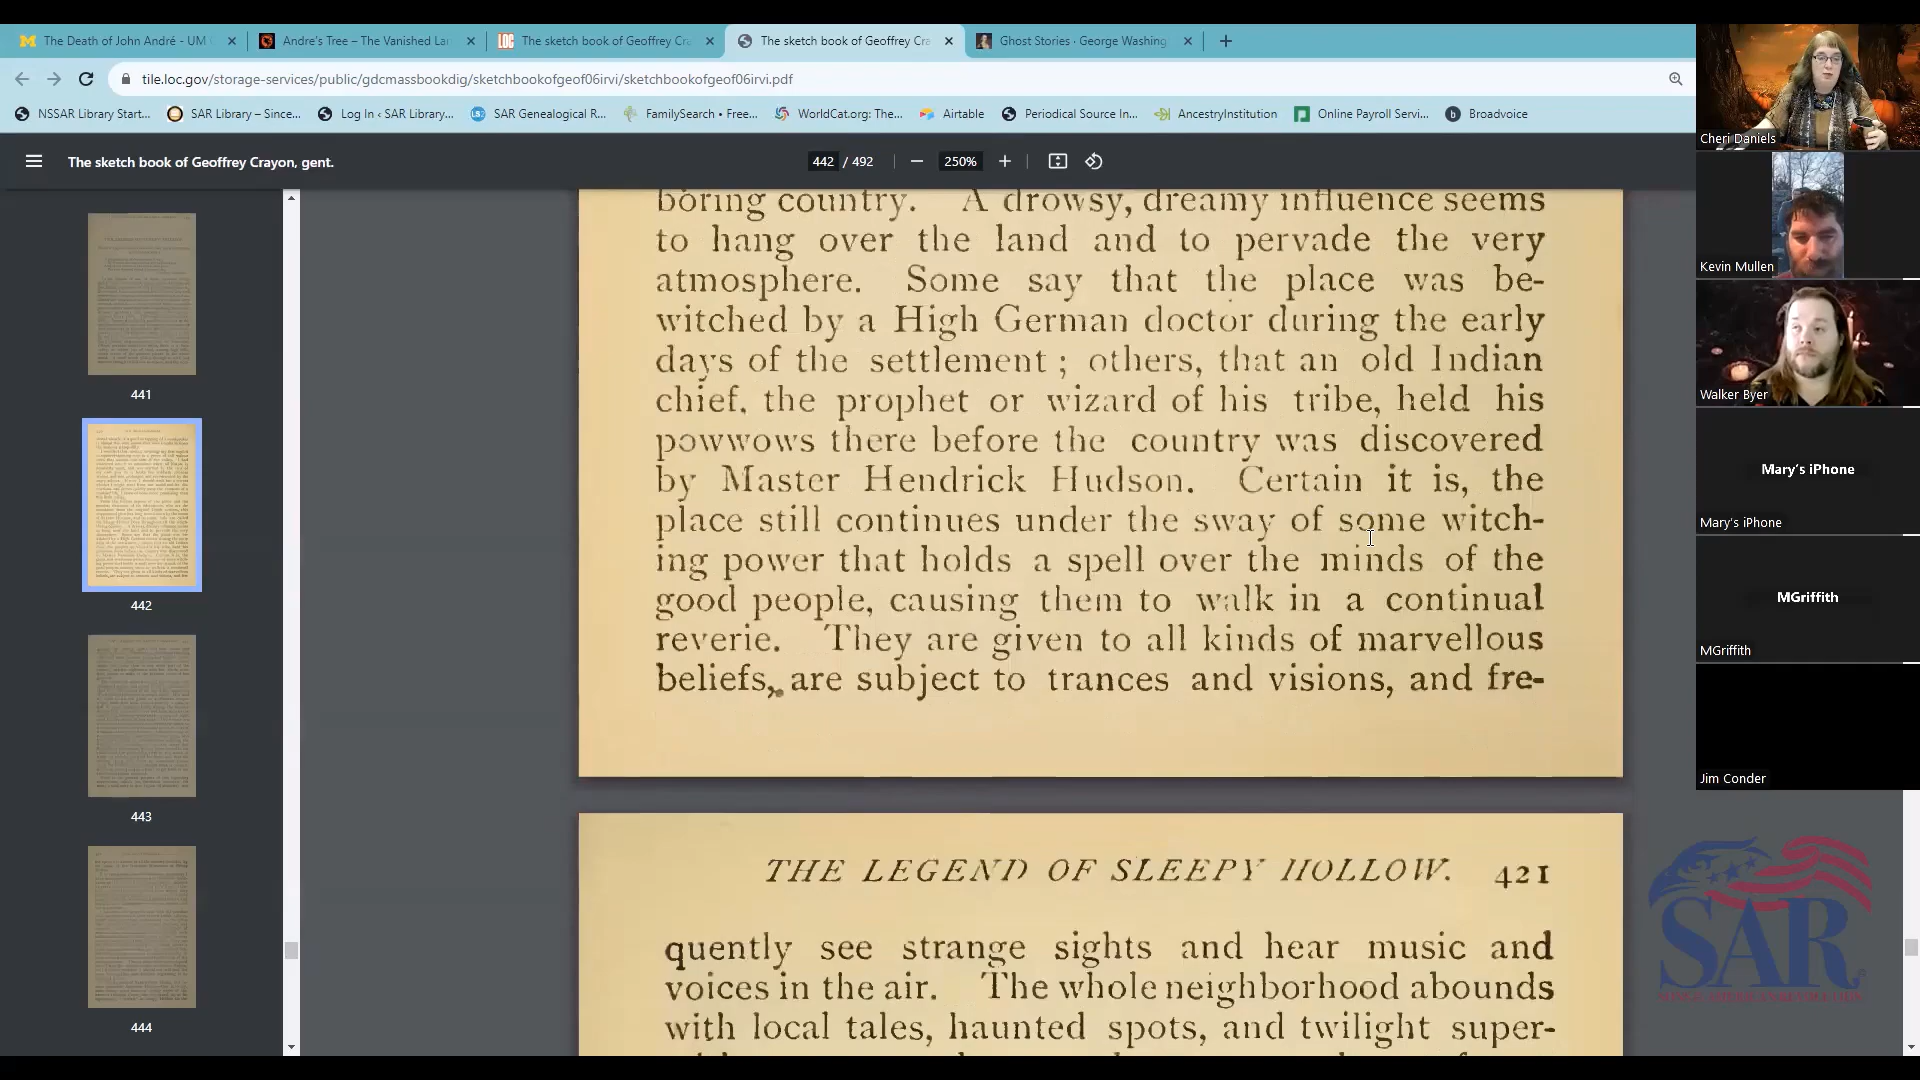 The Death of John André - UM
Andre's Tree – The Vanished La
LOC
The sketch book of Geoffrey Cra
The sketch book of Geoffrey Cra
Ghost Stories · George Washing
tile.loc.gov/storage-services/public/gdcmassbookdig/sketchbookofgeof06irvi/sketchbookofgeof06irvi.pdf
NSSAR Library Start...
SAR Library – Since...
Log In ‹ SAR Library...
SAR Genealogical R...
FamilySearch • Free...
WorldCat.org: The...
Airtable
Periodical Source In...
AncestryInstitution
Online Payroll Servi...
Broadvoice
The sketch book of Geoffrey Crayon, gent.
442 / 492
250%
441
442
443
444
boring country. A drowsy, dreamy influence seems
to hang over the land and to pervade the very
atmosphere. Some say that the place was be-
witched by a High German doctor during the early
days of the settlement ; others, that an old Indian
chief, the prophet or wizard of his tribe, held his
powwows there before the country was discovered
by Master Hendrick Hudson. Certain it is, the
place still continues under the sway of some witch-
ing power that holds a spell over the minds of the
good people, causing them to walk in a continual
reverie. They are given to all kinds of marvellous
beliefs, are subject to trances and visions, and fre-
THE LEGEND OF SLEEPY HOLLOW. 421
quently see strange sights and hear music and
voices in the air. The whole neighborhood abounds
with local tales, haunted spots, and twilight super-
Cheri Daniels
Kevin Mullen
Walker Byer
Mary's iPhone
Mary's iPhone
MGriffith
MGriffith
Jim Conder
SAR